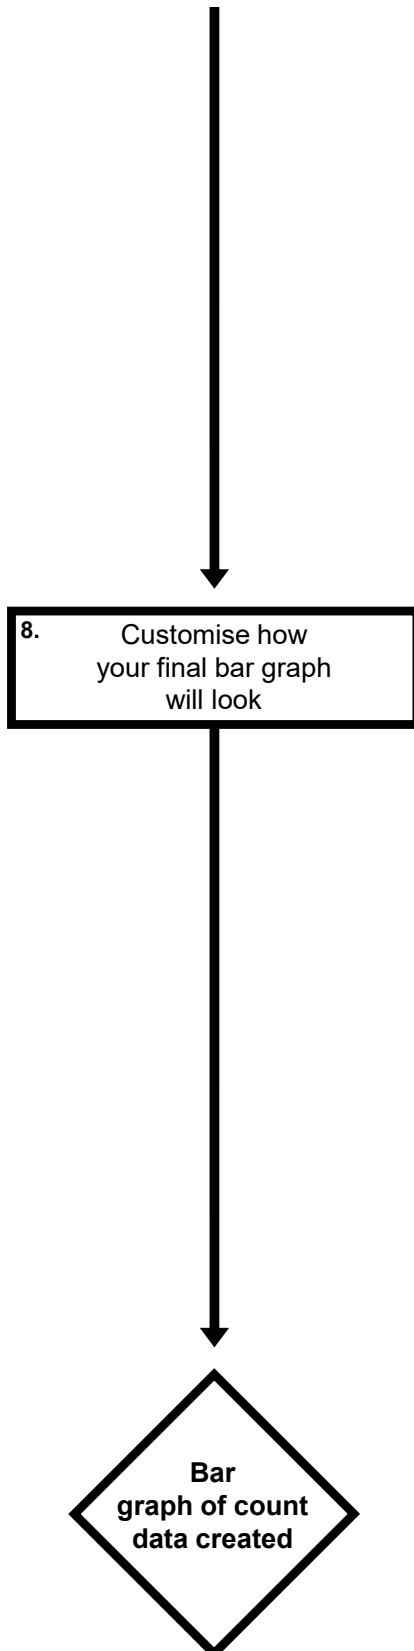 8. Customise how
your final bar graph
will look
Bar
graph of count
data created